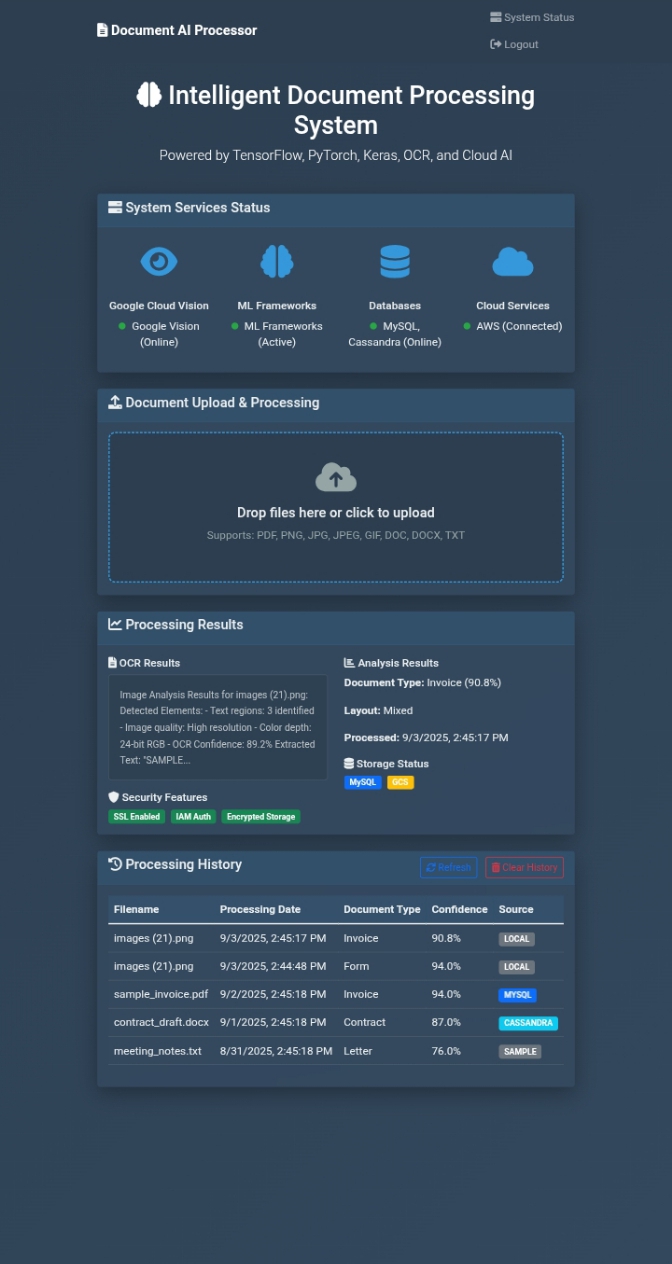 Document AI Processor
System Status
Logout
Intelligent Document Processing
System
Powered by TensorFlow, PyTorch, Keras, OCR, and Cloud AI
System Services Status
Google Cloud Vision
Google Vision
(Online)
ML Frameworks
ML Frameworks
(Active)
Databases
MySQL,
Cassandra (Online)
Cloud Services
AWS (Connected)
Document Upload & Processing
Drop files here or click to upload
Supports: PDF, PNG, JPG, JPEG, GIF, DOC, DOCX, TXT
Processing Results
OCR Results
Image Analysis Results for images (21).png:
Detected Elements: - Text regions: 3 identified
- Image quality: High resolution - Color depth:
24-bit RGB - OCR Confidence: 89.2% Extracted
Text: "SAMPLE...
Security Features
SSL Enabled IAM Auth Encrypted Storage
Analysis Results
Document Type: Invoice (90.8%)
Layout: Mixed
Processed: 9/3/2025, 2:45:17 PM
Storage Status
MySQL GCS
Processing History
Refresh Clear History
Filename Processing Date Document Type Confidence Source
images (21).png 9/3/2025, 2:45:17 PM Invoice 90.8% LOCAL
images (21).png 9/3/2025, 2:44:48 PM Form 94.0% LOCAL
sample_invoice.pdf 9/2/2025, 2:45:18 PM Invoice 94.0% MYSQL
contract_draft.docx 9/1/2025, 2:45:18 PM Contract 87.0% CASSANDRA
meeting_notes.txt 8/31/2025, 2:45:18 PM Letter 76.0% SAMPLE